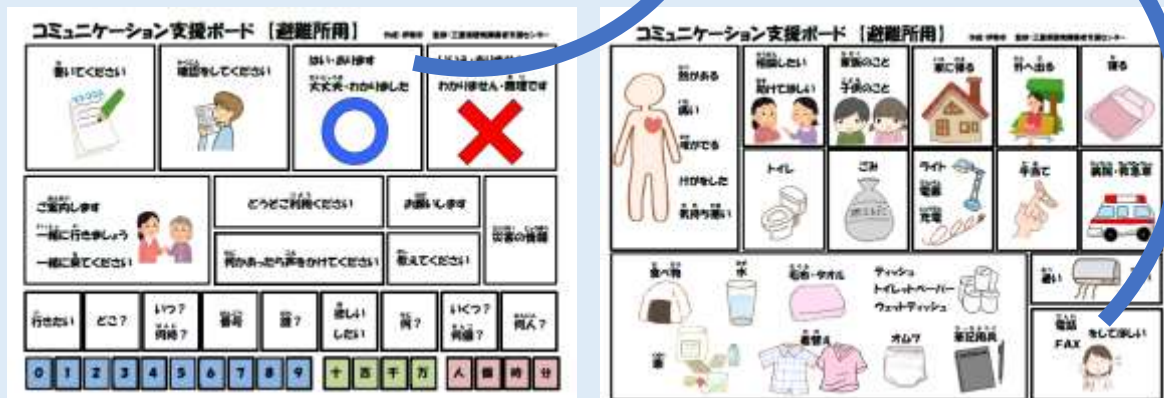 コミュニケーション支援ボード【避難所用】
書いてください
確認をしてください
はい・あります
大丈夫・わかりました
わかりません・無理です
ご案内します
一緒に行きましょう
一緒に来てください
どうぞご利用ください
お願いします
災害の情報
何かあったら声をかけてください
教えてください
行きたい
どこ？
いつ？
何時？
番号
誰？
欲しい
したい
何？
いくつ？
何個？
何人？
0 1 2 3 4 5 6 7 8 9 十 百 千 万 人 個 時 分
コミュニケーション支援ボード【避難所用】
熱がある
痛い
咳がでる
けがをした
気持ち悪い
相談したい
助けてほしい
家族のこと
子供のこと
家に帰る
外へ出る
寝る
トイレ
ごみ
ライト
電源
充電
手当て
病院・救急車
食べ物
水
毛布・タオル
ティッシュ
トイレットペーパー
ウェットティッシュ
薬
着替え
オムツ
筆記用具
電話
FAX
をしてほしい